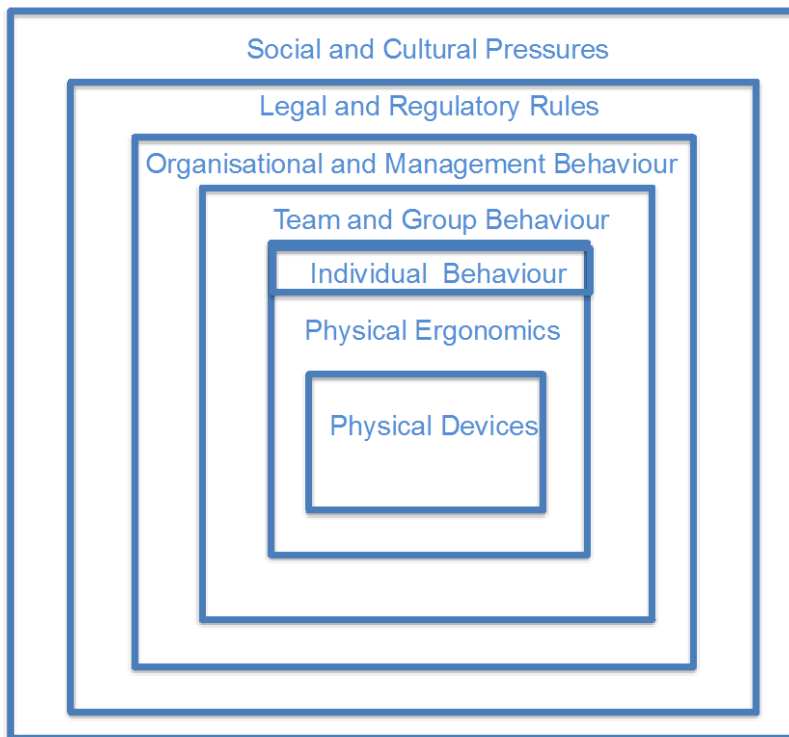 Social and Cultural Pressures
Legal and Regulatory Rules
Organisational and Management Behaviour
Team and Group Behaviour
Individual Behaviour
Physical Ergonomics
Physical Devices